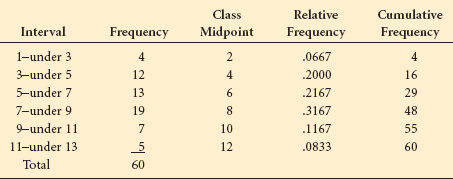 Class Relative Cumulative
Interval Frequency Midpoint Frequency Frequency
1–under 3 4 2 .0667 4
3–under 5 12 4 .2000 16
5–under 7 13 6 .2167 29
7–under 9 19 8 .3167 48
9–under 11 7 10 .1167 55
11–under 13 5 12 .0833 60
Total 60